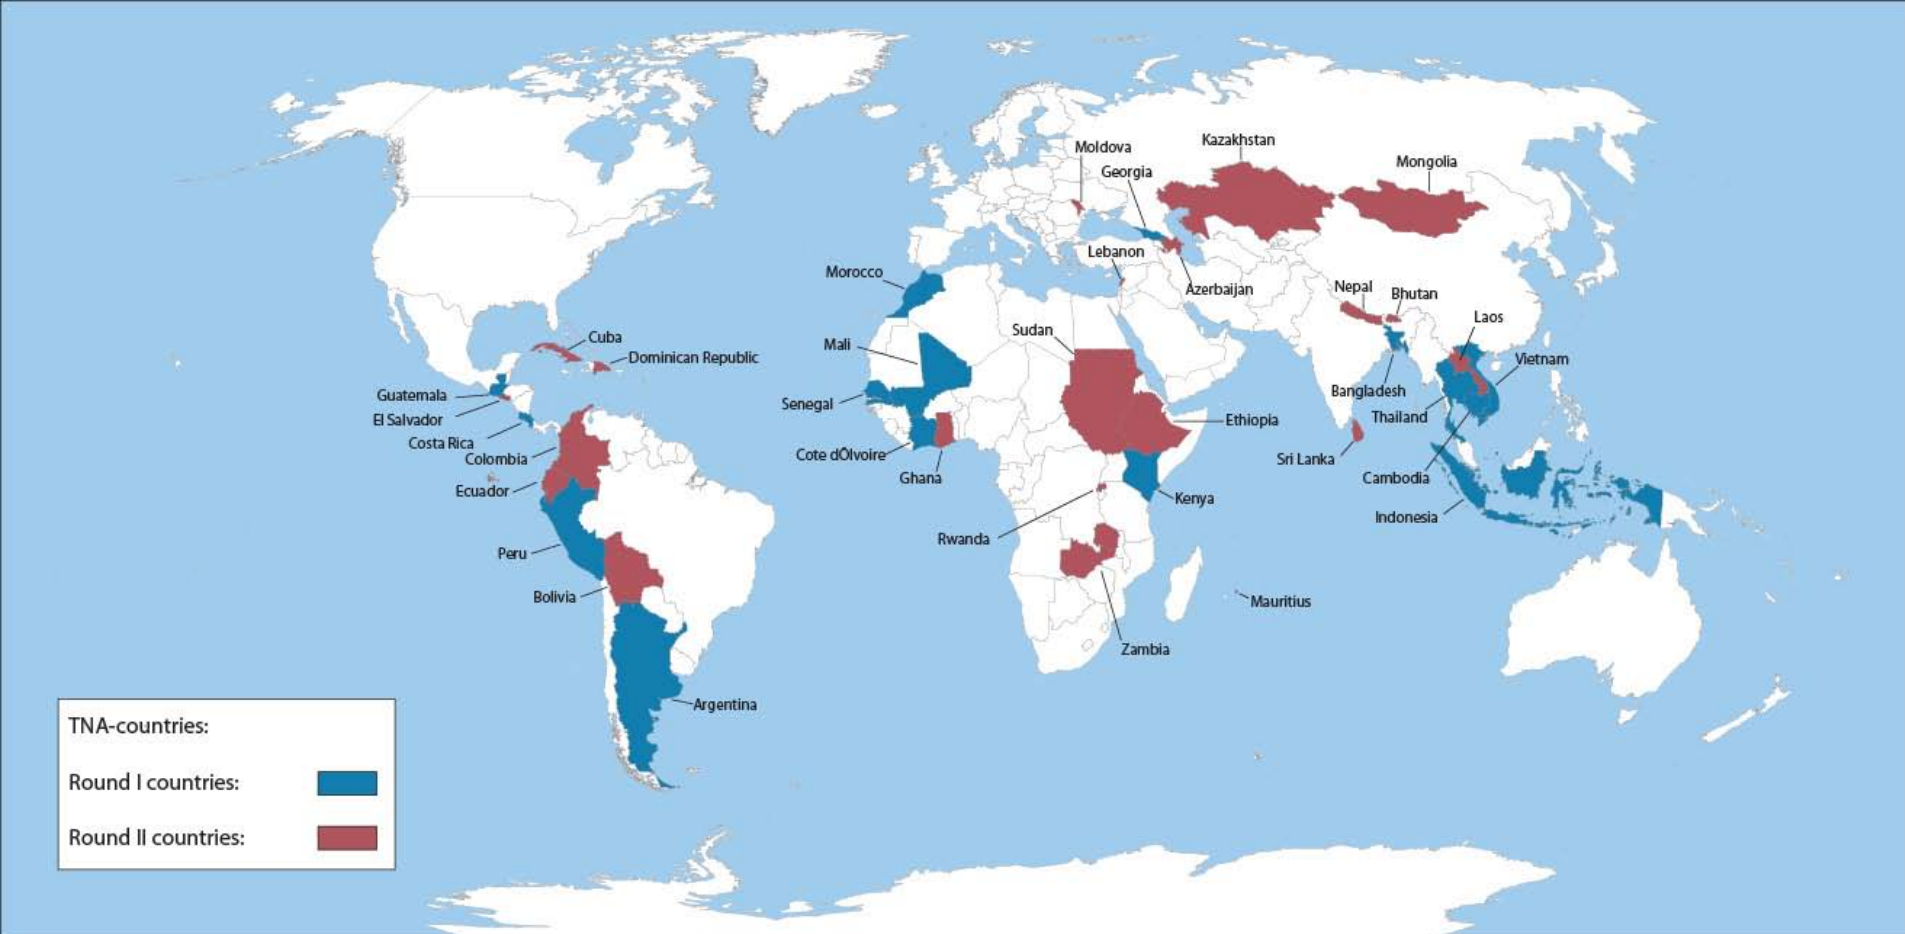 Kazakhstan
Moldova
Mongolia
Georgia
Lebanon
Morocco
Azerbaijan
Nepal
Bhutan
Laos
Sudan
Cuba
Mali
Dominican Republic
Vietnam
Guatemala
Bangladesh
Senegal
Thailand
El Salvador
Ethiopia
Costa Rica
Cote dÔlvoire
Colombia
Sri Lanka
Ghana
Cambodia
Ecuador
Kenya
Indonesia
Rwanda
Peru
Bolivia
Mauritius
Zambia
Argentina
TNA-countries:
Round I countries:
Round II countries: